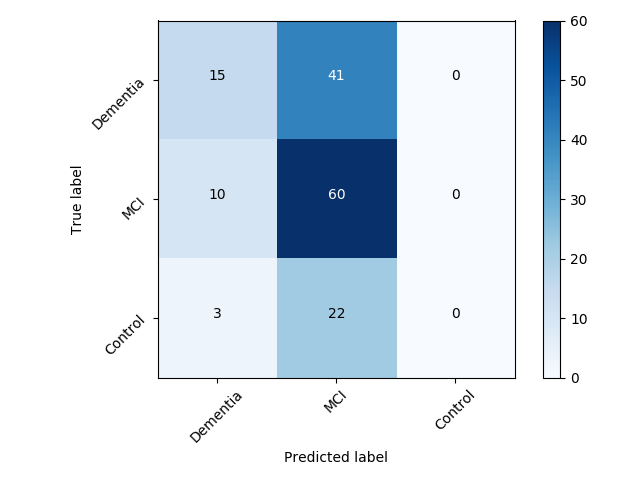 Dementia 15 41 0
MCI 10 60 0
Control 3 22 0
True label
Dementia MCI Control
Predicted label
60
50
40
30
20
10
0